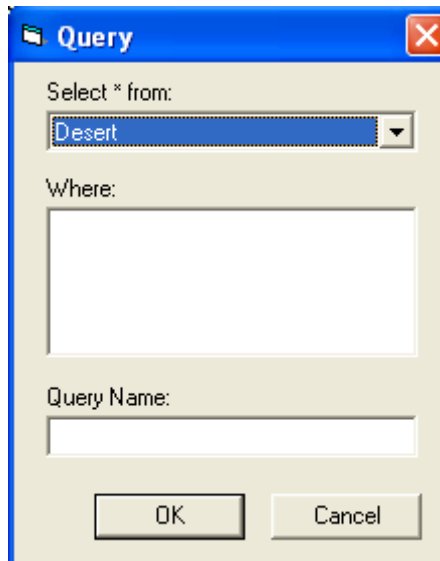 Query
Select * from:
Desert
Where:
Query Name:
OK
Cancel